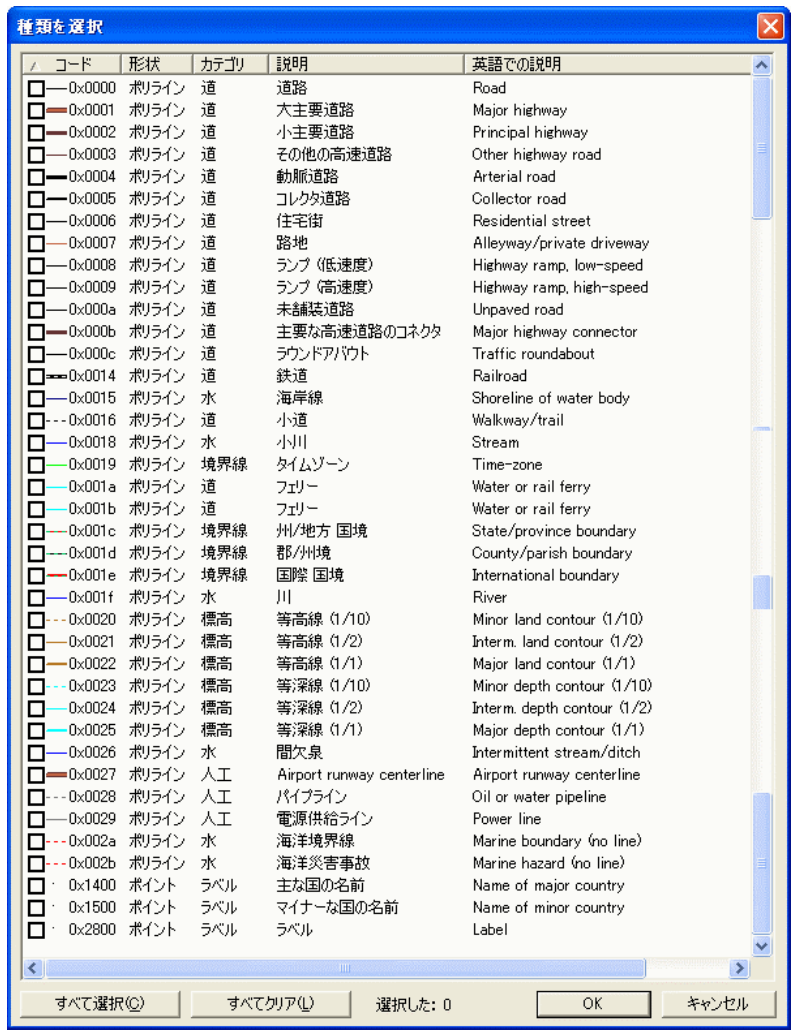 種類を選択
コード 形状 カテゴリ 説明 英語での説明
0x0000 ポリライン 道 道路 Road
0x0001 ポリライン 道 大主要道路 Major highway
0x0002 ポリライン 道 小主要道路 Principal highway
0x0003 ポリライン 道 その他の高速道路 Other highway road
0x0004 ポリライン 道 動脈道路 Arterial road
0x0005 ポリライン 道 コレクタ道路 Collector road
0x0006 ポリライン 道 住宅街 Residential street
0x0007 ポリライン 道 路地 Alleyway/private driveway
0x0008 ポリライン 道 ランプ (低速度) Highway ramp, low-speed
0x0009 ポリライン 道 ランプ (高速度) Highway ramp, high-speed
0x000a ポリライン 道 未舗装道路 Unpaved road
0x000b ポリライン 道 主要な高速道路のコネクタ Major highway connector
0x000c ポリライン 道 ラウンドアバウト Traffic roundabout
0x0014 ポリライン 道 鉄道 Railroad
0x0015 ポリライン 水 海岸線 Shoreline of water body
0x0016 ポリライン 道 小道 Walkway/trail
0x0018 ポリライン 水 小川 Stream
0x0019 ポリライン 境界線 タイムゾーン Time-zone
0x001a ポリライン 道 フェリー Water or rail ferry
0x001b ポリライン 道 フェリー Water or rail ferry
0x001c ポリライン 境界線 州/地方 国境 State/province boundary
0x001d ポリライン 境界線 郡/州境 County/parish boundary
0x001e ポリライン 境界線 国際 国境 International boundary
0x001f ポリライン 水 川 River
0x0020 ポリライン 標高 等高線 (1/10) Minor land contour (1/10)
0x0021 ポリライン 標高 等高線 (1/2) Interm. land contour (1/2)
0x0022 ポリライン 標高 等高線 (1/1) Major land contour (1/1)
0x0023 ポリライン 標高 等深線 (1/10) Minor depth contour (1/10)
0x0024 ポリライン 標高 等深線 (1/2) Interm. depth contour (1/2)
0x0025 ポリライン 標高 等深線 (1/1) Major depth contour (1/1)
0x0026 ポリライン 水 間欠泉 Intermittent stream/ditch
0x0027 ポリライン 人工 Airport runway centerline Airport runway centerline
0x0028 ポリライン 人工 パイプライン Oil or water pipeline
0x0029 ポリライン 人工 電源供給ライン Power line
0x002a ポリライン 水 海洋境界線 Marine boundary (no line)
0x002b ポリライン 水 海洋災害事故 Marine hazard (no line)
0x1400 ポイント ラベル 主な国の名前 Name of major country
0x1500 ポイント ラベル マイナーな国の名前 Name of minor country
0x2800 ポイント ラベル ラベル Label
すべて選択(C) すべてクリア(L) 選択した: 0 OK キャンセル